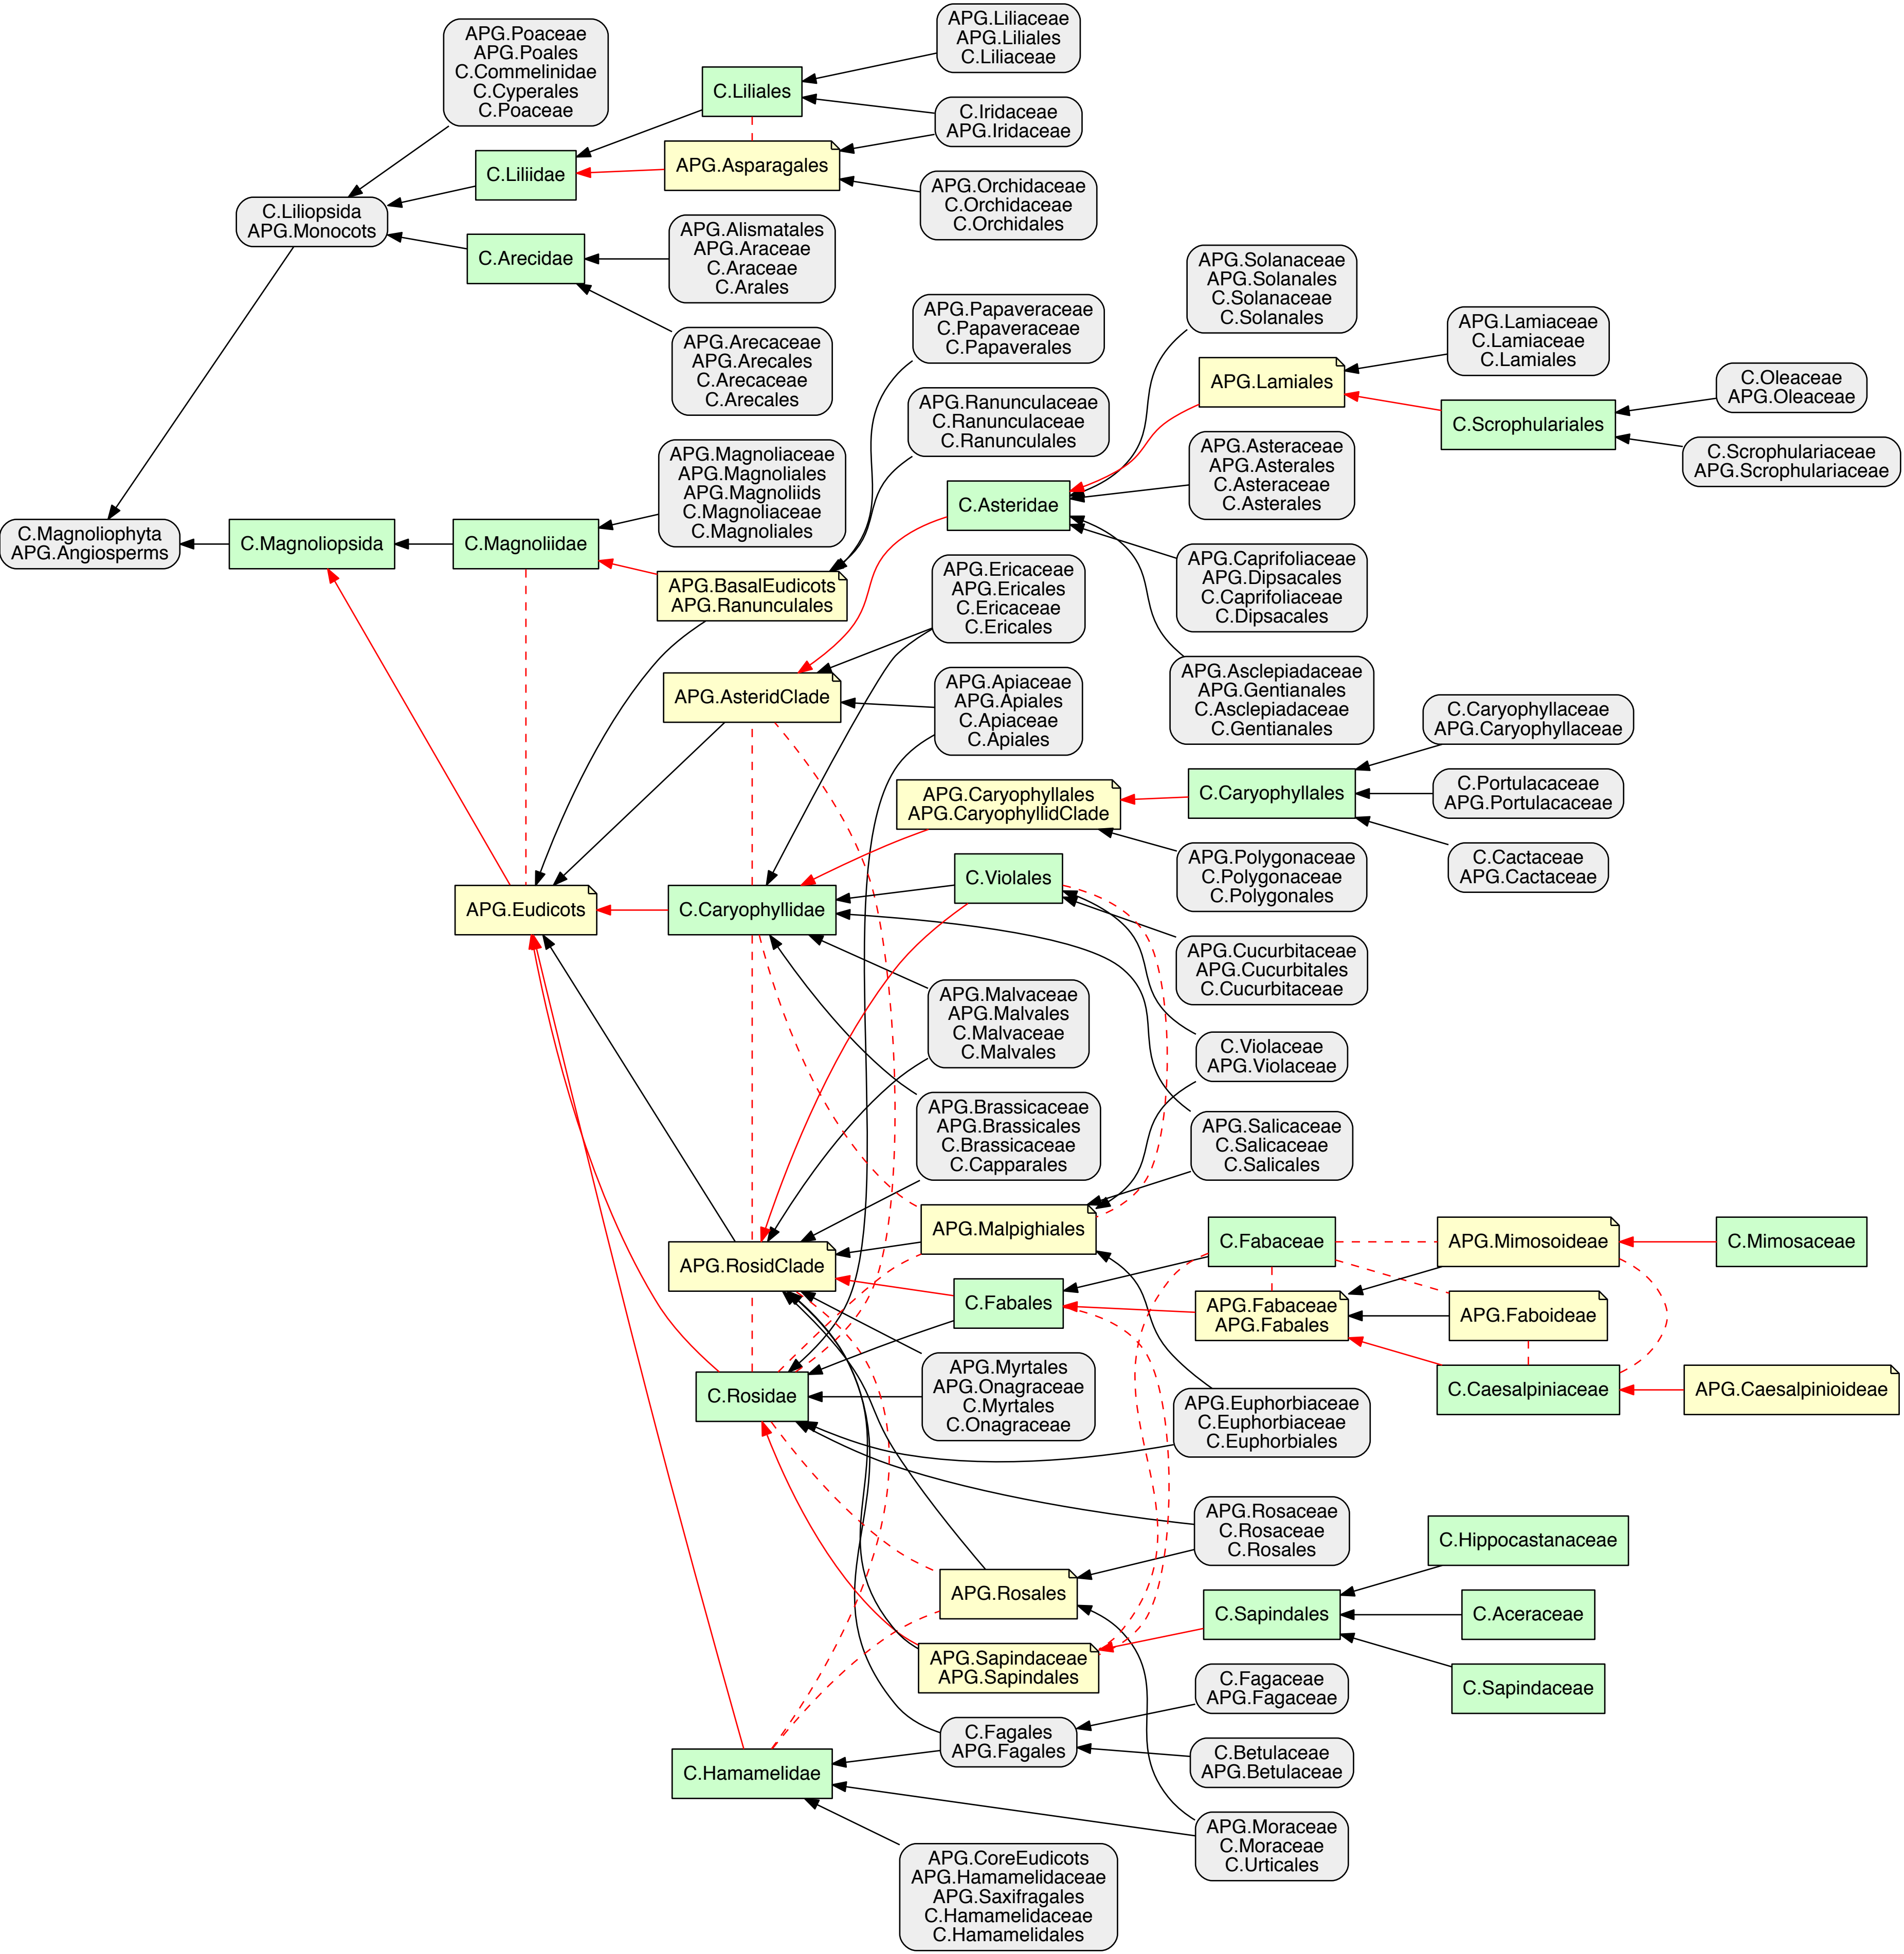 APG.Poaceae
APG.Poales
C.Commelinidae
C.Cyperales
C.Poaceae
APG.Liliaceae
APG.Liliales
C.Liliaceae
C.Liliales
C.Iridaceae
APG.Iridaceae
C.Liliidae
APG.Asparagales
APG.Orchidaceae
C.Orchidaceae
C.Orchidales
C.Liliopsida
APG.Monocots
C.Arecidae
APG.Alismatales
APG.Araceae
C.Araceae
C.Arales
APG.Arecaceae
APG.Arecales
C.Arecaceae
C.Arecales
APG.Solanaceae
APG.Solanales
C.Solanaceae
C.Solanales
APG.Papaveraceae
C.Papaveraceae
C.Papaverales
APG.Lamiaceae
C.Lamiaceae
C.Lamiales
APG.Lamiales
C.Oleaceae
APG.Oleaceae
APG.Ranunculaceae
C.Ranunculaceae
C.Ranunculales
C.Scrophulariales
C.Scrophulariaceae
APG.Scrophulariaceae
APG.Magnoliaceae
APG.Magnoliales
APG.Magnoliids
C.Magnoliaceae
C.Magnoliales
APG.Asteraceae
APG.Asterales
C.Asteraceae
C.Asterales
C.Asteridae
C.Magnoliophyta
APG.Angiosperms
C.Magnoliopsida
C.Magnoliidae
APG.BasalEudicots
APG.Ranunculales
APG.Caprifoliaceae
APG.Dipsacales
C.Caprifoliaceae
C.Dipsacales
APG.Ericaceae
APG.Ericales
C.Ericaceae
C.Ericales
APG.AsteridClade
APG.Apiaceae
APG.Apiales
C.Apiaceae
C.Apiales
APG.Asclepiadaceae
APG.Gentianales
C.Asclepiadaceae
C.Gentianales
C.Caryophyllaceae
APG.Caryophyllaceae
APG.Caryophyllales
APG.CaryophyllidClade
C.Caryophyllales
C.Portulacaceae
APG.Portulacaceae
APG.Polygonaceae
C.Polygonaceae
C.Polygonales
C.Cactaceae
APG.Cactaceae
APG.Eudicots
C.Caryophyllidae
C.Violales
APG.Cucurbitaceae
APG.Cucurbitales
C.Cucurbitaceae
APG.Malvaceae
APG.Malvales
C.Malvaceae
C.Malvales
C.Violaceae
APG.Violaceae
APG.Brassicaceae
APG.Brassicales
C.Brassicaceae
C.Capparales
APG.Salicaceae
C.Salicaceae
C.Salicales
APG.Malpighiales
APG.RosidClade
C.Fabaceae
APG.Mimosoideae
C.Mimosaceae
C.Fabales
APG.Fabaceae
APG.Fabales
APG.Faboideae
C.Rosidae
APG.Myrtales
APG.Onagraceae
C.Myrtales
C.Onagraceae
C.Caesalpiniaceae
APG.Caesalpinioideae
APG.Euphorbiaceae
C.Euphorbiaceae
C.Euphorbiales
APG.Rosaceae
C.Rosaceae
C.Rosales
C.Hippocastanaceae
APG.Rosales
C.Sapindales
C.Aceraceae
APG.Sapindaceae
APG.Sapindales
C.Sapindaceae
C.Fagaceae
APG.Fagaceae
C.Fagales
APG.Fagales
C.Betulaceae
APG.Betulaceae
C.Hamamelidae
APG.Moraceae
C.Moraceae
C.Urticales
APG.CoreEudicots
APG.Hamamelidaceae
APG.Saxifragales
C.Hamamelidaceae
C.Hamamelidales